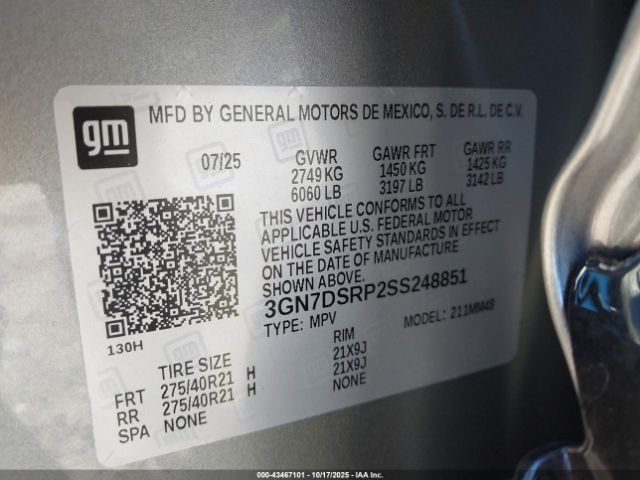 gm
MFD BY GENERAL MOTORS DE MEXICO, S. DE R.L. DE C.V.
07/25 GVWR GAWR FRT GAWR RR
2749 KG 1450 KG 1425 KG
6060 LB 3197 LB 3142 LB
THIS VEHICLE CONFORMS TO ALL
APPLICABLE U.S. FEDERAL MOTOR
VEHICLE SAFETY STANDARDS IN EFFECT
ON THE DATE OF MANUFACTURE
SHOWN ABOVE.
3GN7DSRP2SS248851
TYPE: MPV MODEL: 211MM48
130H
TIRE SIZE RIM
FRT 275/40R21 H 21X9J
RR 275/40R21 H 21X9J
SPA NONE NONE
000-43467101 - 10/17/2025 - IAAI.COM